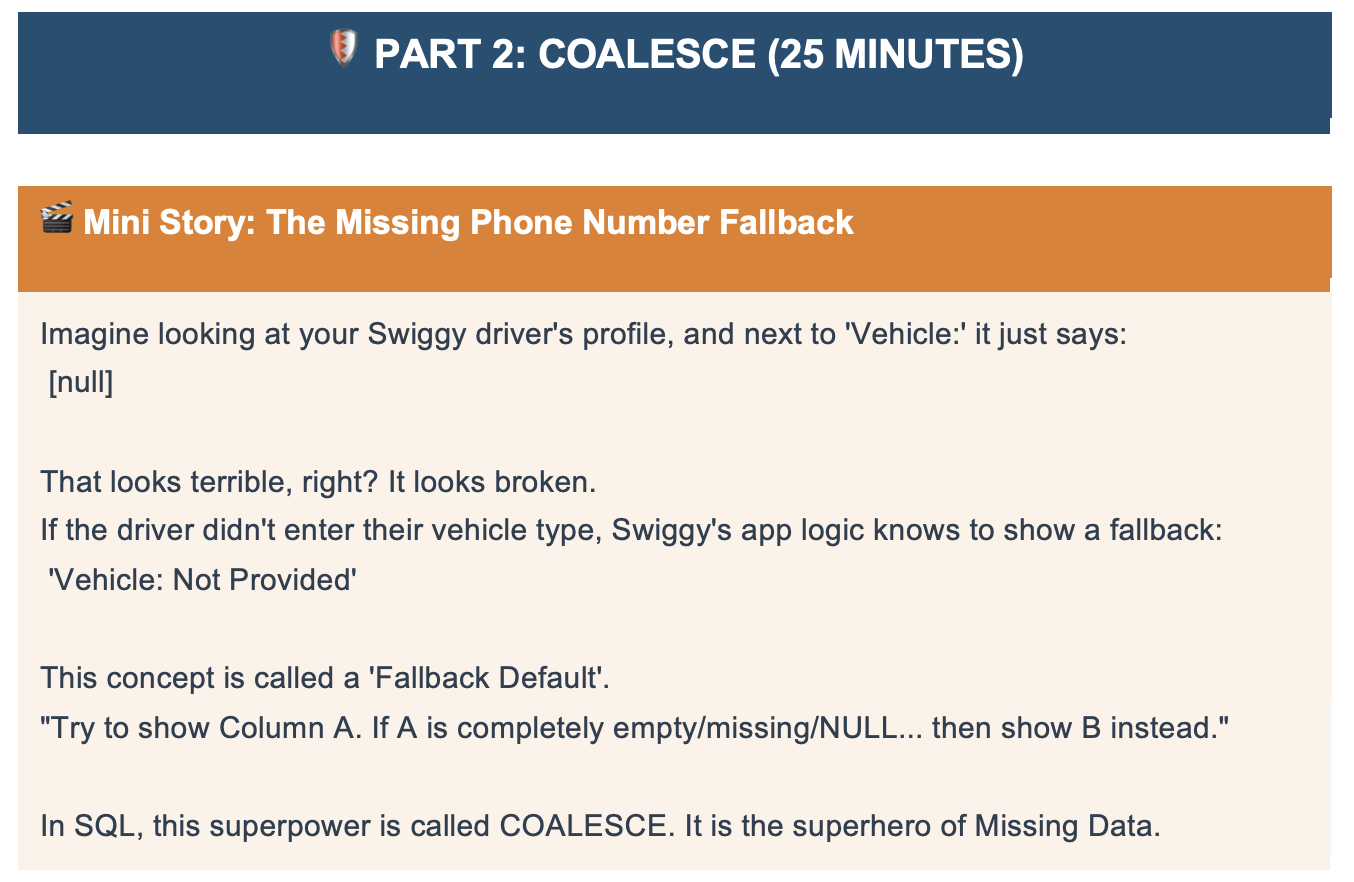 PART 2: COALESCE (25 MINUTES)
Mini Story: The Missing Phone Number Fallback
Imagine looking at your Swiggy driver's profile, and next to 'Vehicle:' it just says:
[null]
That looks terrible, right? It looks broken.
If the driver didn't enter their vehicle type, Swiggy's app logic knows to show a fallback:
'Vehicle: Not Provided'
This concept is called a 'Fallback Default'.
"Try to show Column A. If A is completely empty/missing/NULL... then show B instead."
In SQL, this superpower is called COALESCE. It is the superhero of Missing Data.